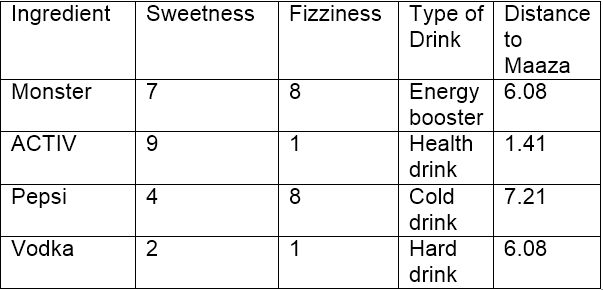 Ingredient Sweetness Fizziness Type of Drink Distance to Maaza
Monster 7 8 Energy booster 6.08
ACTIV 9 1 Health drink 1.41
Pepsi 4 8 Cold drink 7.21
Vodka 2 1 Hard drink 6.08